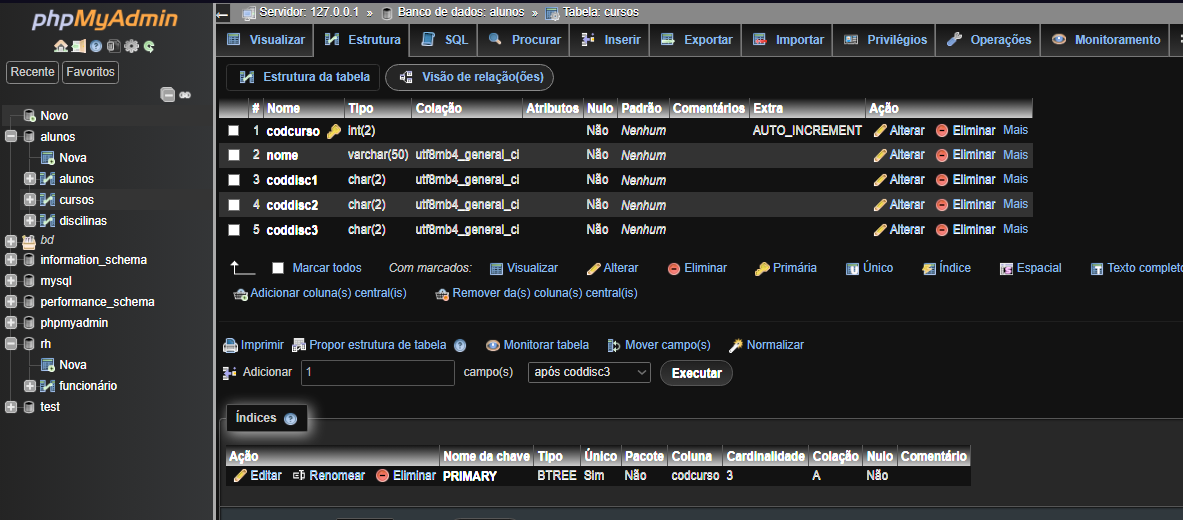 phpMyAdmin
Recente Favoritos
Novo
alunos
Nova
alunos
cursos
discilinas
bd
information_schema
mysql
performance_schema
phpmyadmin
rh
Nova
funcionário
test
Servidor: 127.0.0.1 » Banco de dados: alunos » Tabela: cursos
Visualizar Estrutura SQL Procurar Inserir Exportar Importar Privilégios Operações Monitoramento
Estrutura da tabela Visão de relação(ões)
# Nome Tipo Colação Atributos Nulo Padrão Comentários Extra Ação
1 codcurso int(2) Não Nenhum AUTO_INCREMENT Alterar Eliminar Mais
2 nome varchar(50) utf8mb4_general_ci Não Nenhum Alterar Eliminar Mais
3 coddisc1 char(2) utf8mb4_general_ci Não Nenhum Alterar Eliminar Mais
4 coddisc2 char(2) utf8mb4_general_ci Não Nenhum Alterar Eliminar Mais
5 coddisc3 char(2) utf8mb4_general_ci Não Nenhum Alterar Eliminar Mais
Marcar todos Com marcados: Visualizar Alterar Eliminar Primária Único Índice Espacial Texto completo
Adicionar coluna(s) central(is) Remover da(s) coluna(s) central(is)
Imprimir Propor estrutura de tabela Monitorar tabela Mover campo(s) Normalizar
Adicionar 1 campo(s) após coddisc3 Executar
Índices
Ação Nome da chave Tipo Único Pacote Coluna Cardinalidade Colação Nulo Comentário
Editar Renomear Eliminar PRIMARY BTREE Sim Não codcurso 3 A Não